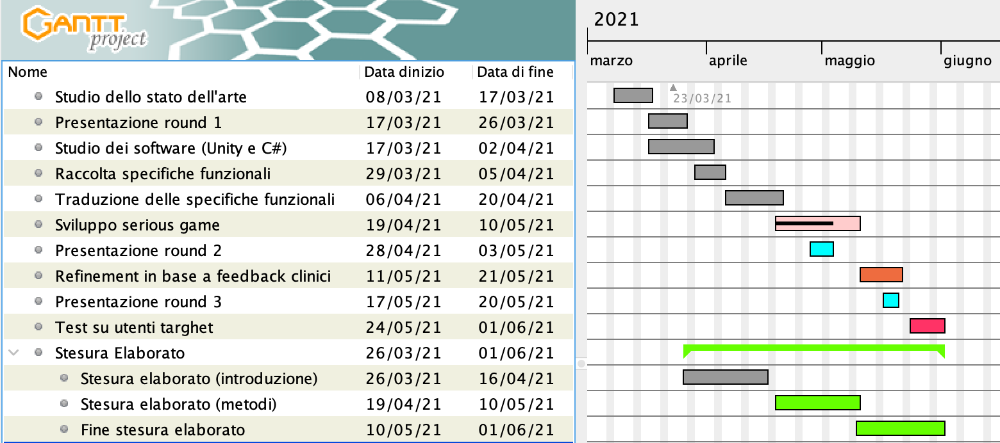 GANTT
project
2021
marzo aprile maggio giugno
Nome Data dinizio Data di fine
23/03/21
Studio dello stato dell'arte 08/03/21 17/03/21
Presentazione round 1 17/03/21 26/03/21
Studio dei software (Unity e C#) 17/03/21 02/04/21
Raccolta specifiche funzionali 29/03/21 05/04/21
Traduzione delle specifiche funzionali 06/04/21 20/04/21
Sviluppo serious game 19/04/21 10/05/21
Presentazione round 2 28/04/21 03/05/21
Refinement in base a feedback clinici 11/05/21 21/05/21
Presentazione round 3 17/05/21 20/05/21
Test su utenti targhet 24/05/21 01/06/21
Stesura Elaborato 26/03/21 01/06/21
Stesura elaborato (introduzione) 26/03/21 16/04/21
Stesura elaborato (metodi) 19/04/21 10/05/21
Fine stesura elaborato 10/05/21 01/06/21